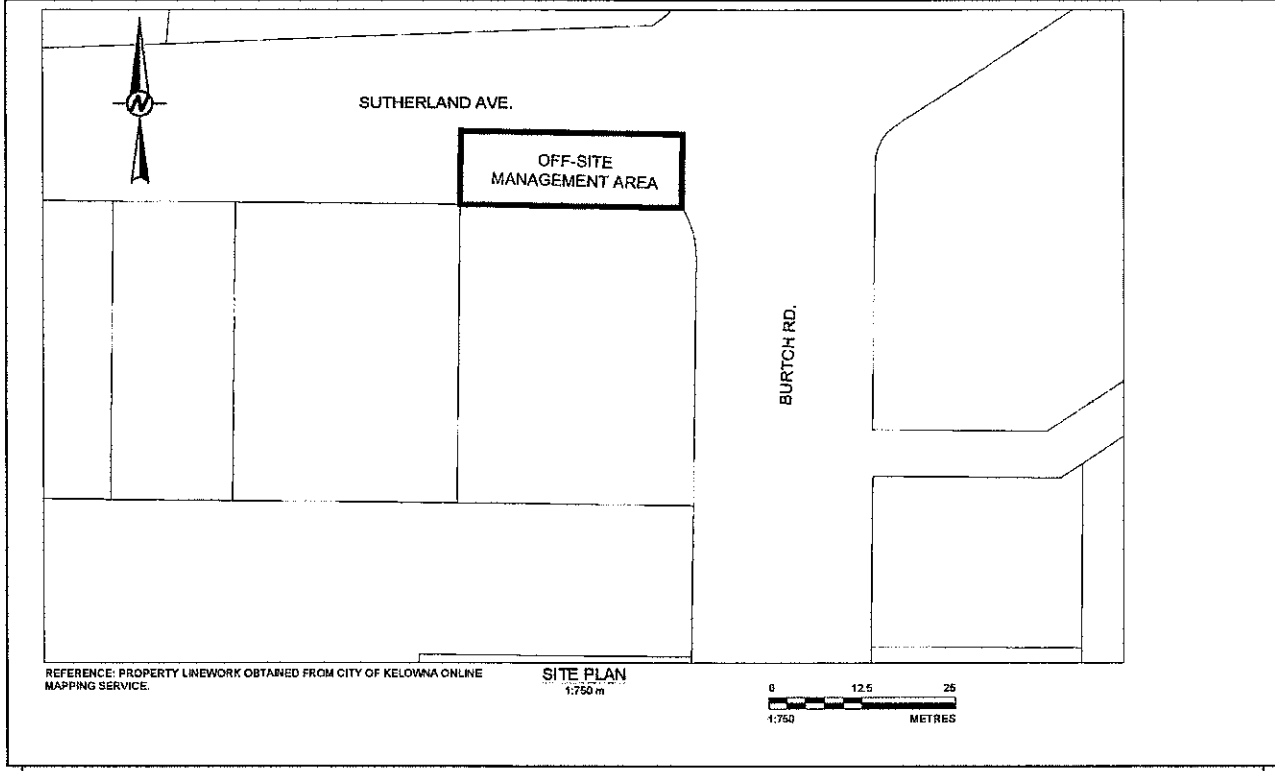 N
SUTHERLAND AVE.
OFF-SITE
MANAGEMENT AREA
BURTCH RD.
REFERENCE: PROPERTY LINEWORK OBTAINED FROM CITY OF KELOWNA ONLINE
MAPPING SERVICE.
SITE PLAN
1:750 m
0 12.5 25
1:750 METRES